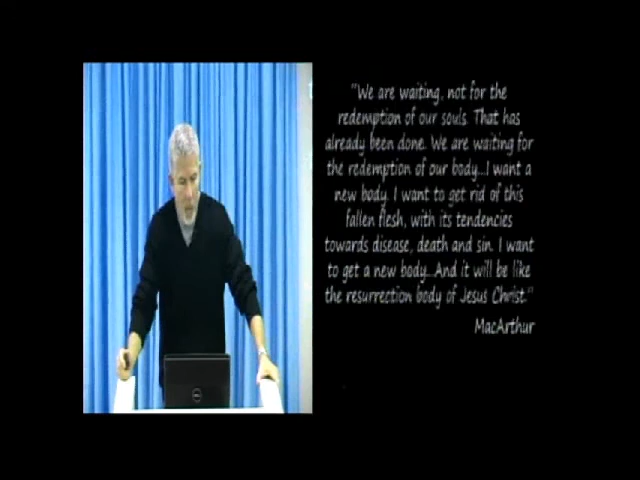 "We are waiting, not for the
redemption of our souls. That has
already been done. We are waiting for
the redemption of our body...I want a
new body. I want to get rid of this
fallen flesh, with its tendencies
towards disease, death and sin. I want
to get a new body...And it will be like
the resurrection body of Jesus Christ."
MacArthur
DELL